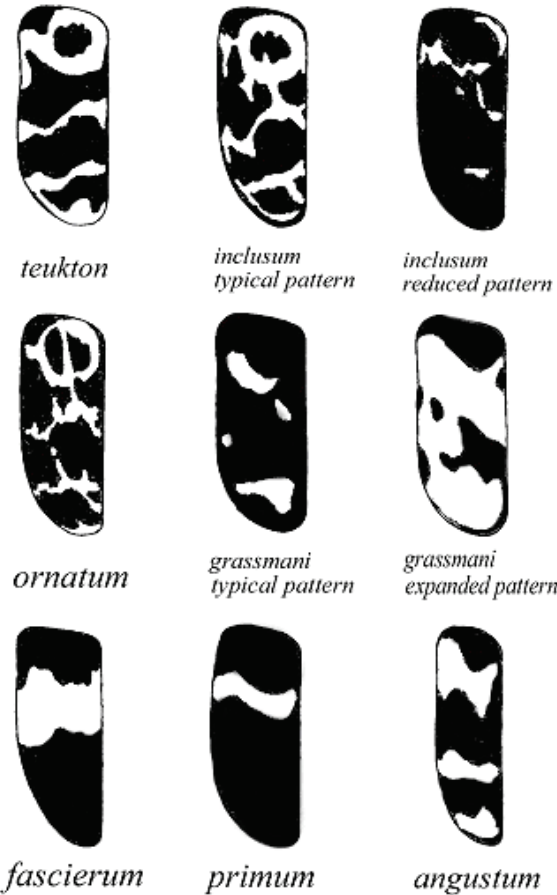 teukton
inclusum
typical pattern
inclusum
reduced pattern
ornatum
grassmani
typical pattern
grassmani
expanded pattern
fascierum
primum
angustum